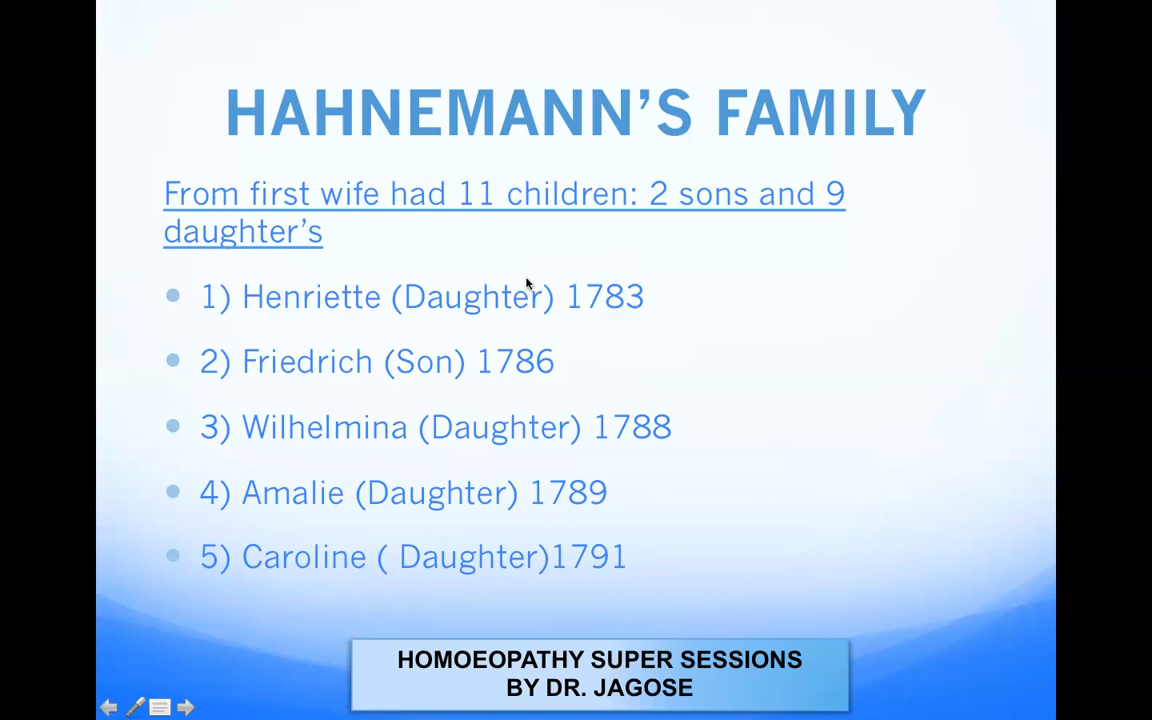 HAHNEMANN’S FAMILY
From first wife had 11 children: 2 sons and 9
daughter’s
1) Henriette (Daughter) 1783
2) Friedrich (Son) 1786
3) Wilhelmina (Daughter) 1788
4) Amalie (Daughter) 1789
5) Caroline ( Daughter)1791
HOMOEOPATHY SUPER SESSIONS
BY DR. JAGOSE